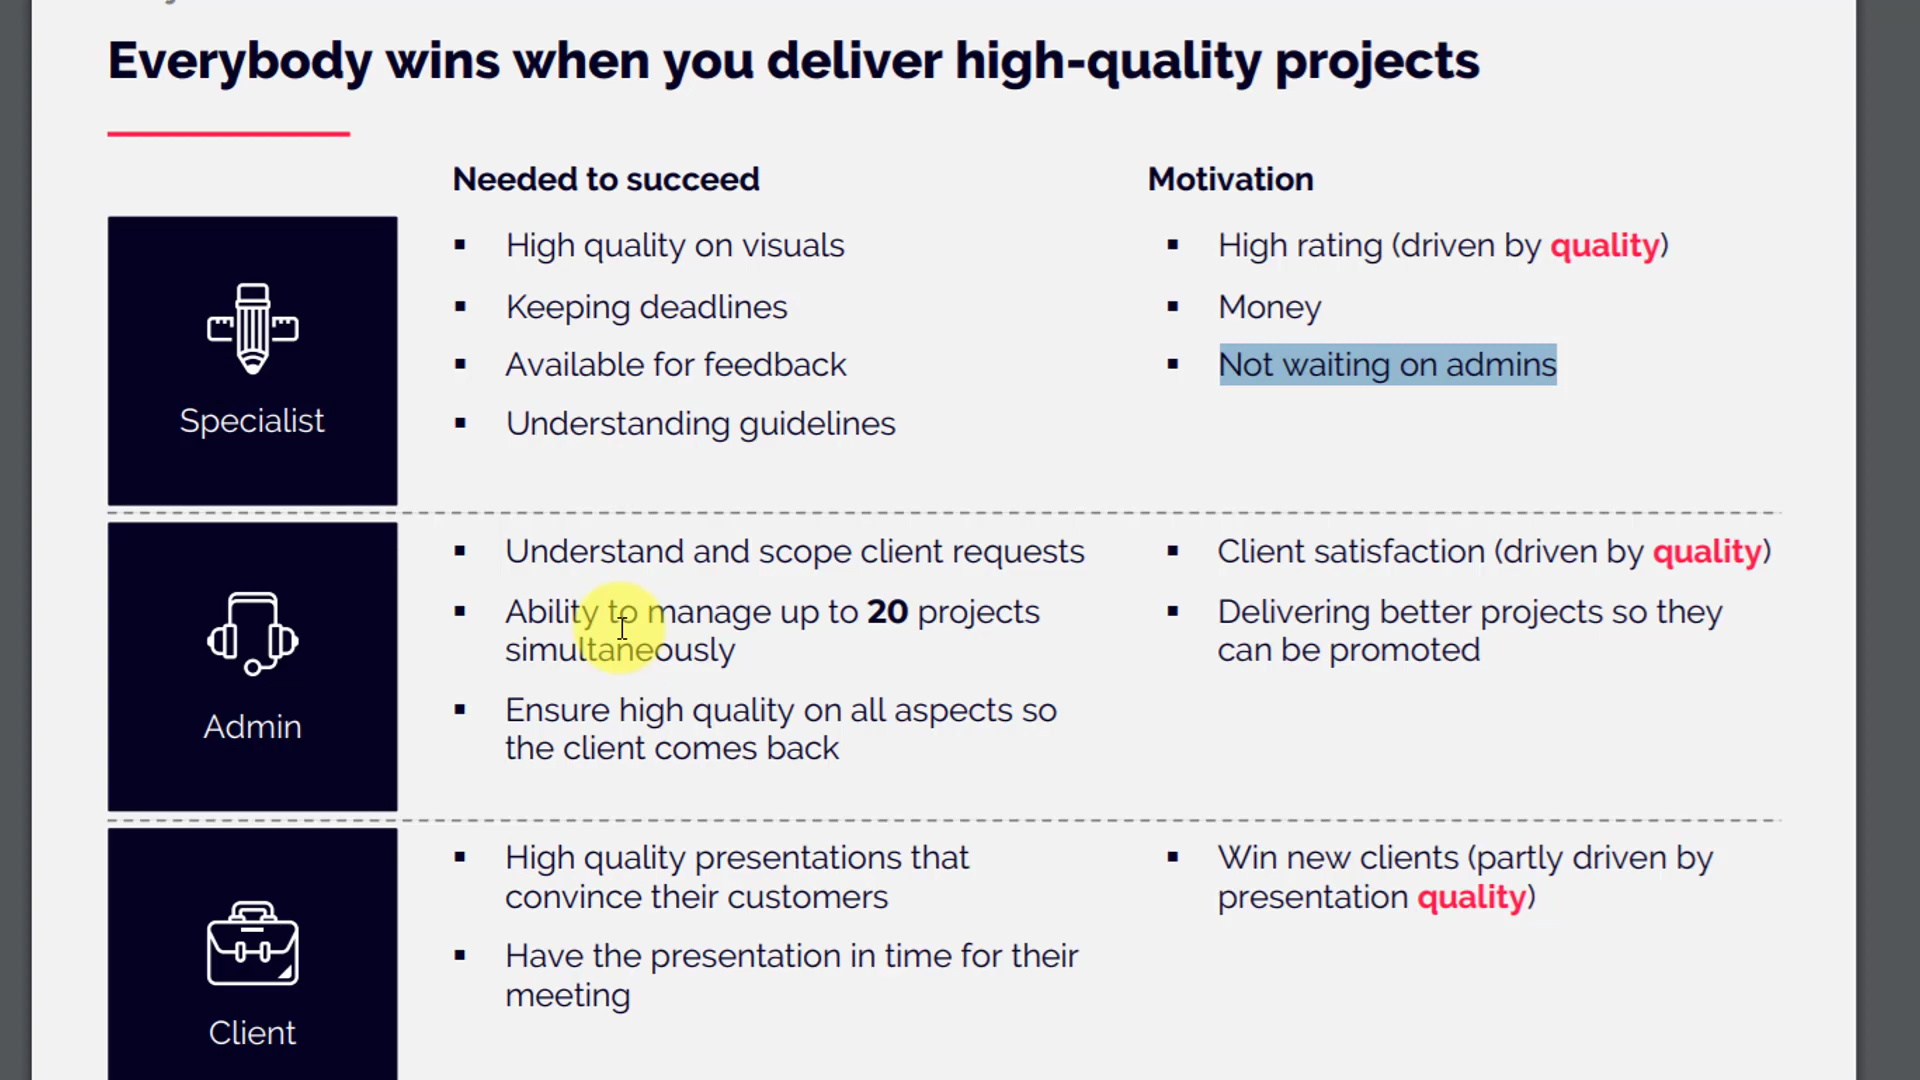 Everybody wins when you deliver high-quality projects
Needed to succeed
Motivation
Specialist
High quality on visuals
Keeping deadlines
Available for feedback
Understanding guidelines
High rating (driven by quality)
Money
Not waiting on admins
Admin
Understand and scope client requests
Ability to manage up to 20 projects
simultaneously
Ensure high quality on all aspects so
the client comes back
Client satisfaction (driven by quality)
Delivering better projects so they
can be promoted
Client
High quality presentations that
convince their customers
Have the presentation in time for their
meeting
Win new clients (partly driven by
presentation quality)